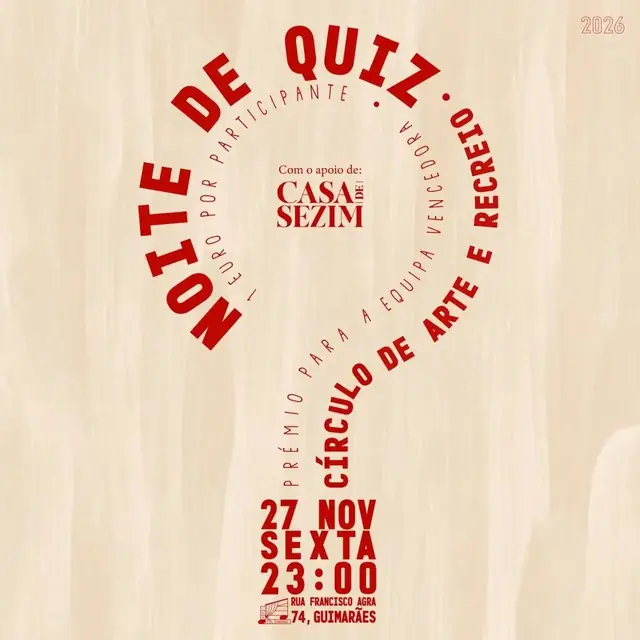 2026
NOITE DE QUIZ.
CÍRCULO DE ARTE E RECREIO
1 EURO POR PARTICIPANTE .
PRÉMIO PARA A EQUIPA VENCEDORA
Com o apoio de:
CASA
DE
SEZIM
27 NOV
SEXTA
23:00
RUA FRANCISCO AGRA
74, GUIMARÃES